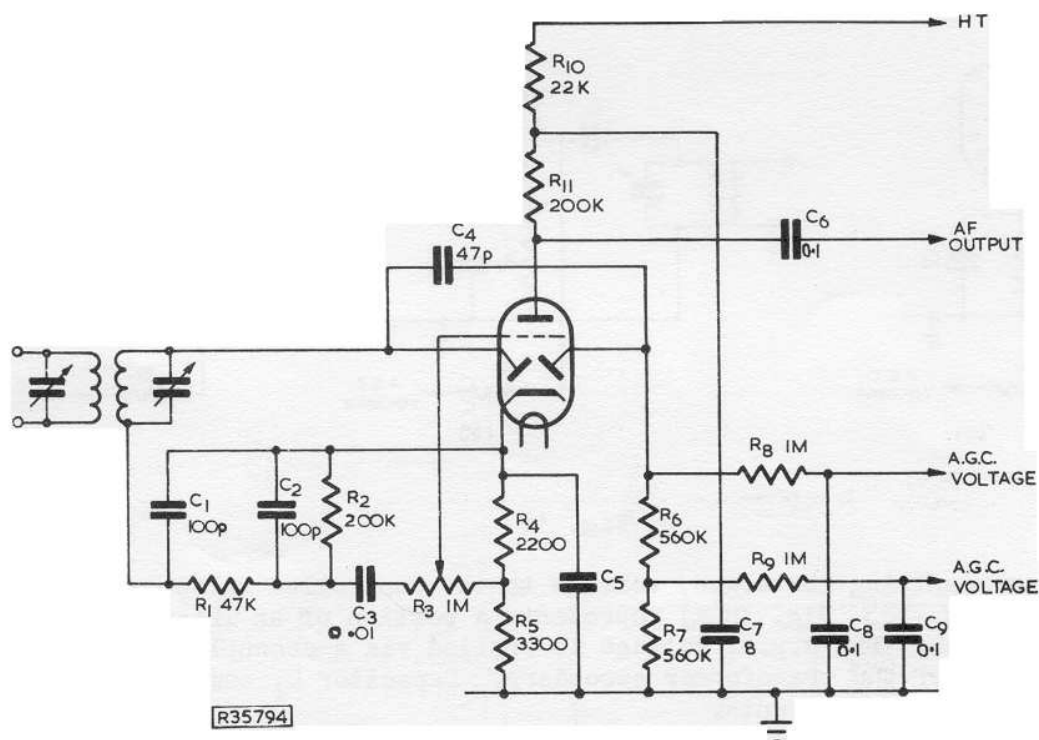 HT
R10
22K
R11
200K
C6
0.1
AF
OUTPUT
C4
47p
R8 1M
A.G.C.
VOLTAGE
C1
100p
C2
100p
R2
200K
R4
2200
C5
R6
560K
R9 1M
A.G.C.
VOLTAGE
R1 47K
C3
0.01
R3 1M
R5
3300
R7
560K
C7
8
C8
0.1
C9
0.1
R35794